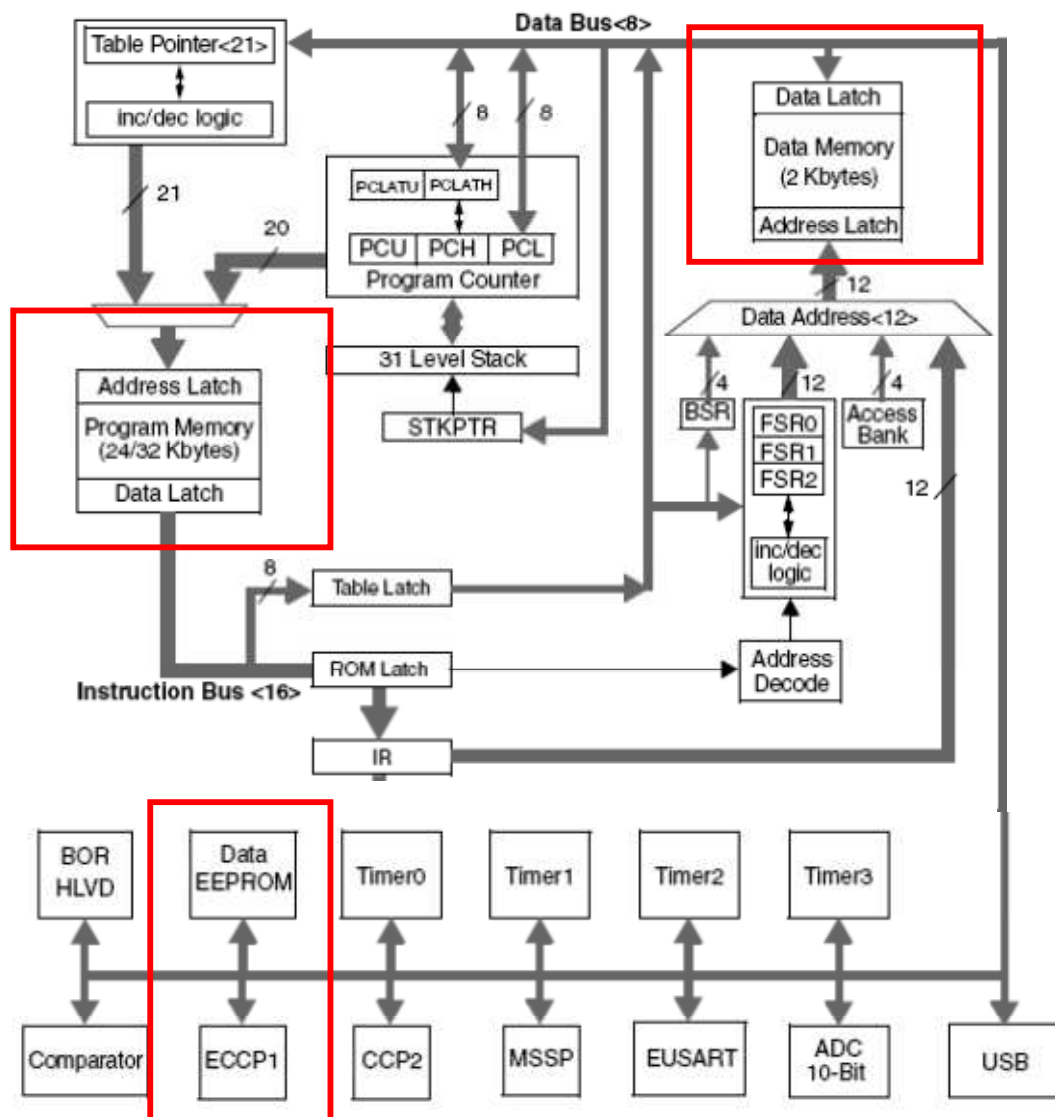 Data Bus<8>
Table Pointer<21>
inc/dec logic
21
20
8
8
PCLATU
PCLATH
PCU
PCH
PCL
Program Counter
31 Level Stack
STKPTR
Data Latch
Data Memory
(2 Kbytes)
Address Latch
12
Data Address<12>
4
12
4
BSR
FSR0
FSR1
FSR2
inc/dec
logic
Access
Bank
12
Address Latch
Program Memory
(24/32 Kbytes)
Data Latch
8
Table Latch
ROM Latch
Address
Decode
Instruction Bus <16>
IR
BOR
HLVD
Data
EEPROM
Timer0
Timer1
Timer2
Timer3
Comparator
ECCP1
CCP2
MSSP
EUSART
ADC
10-Bit
USB